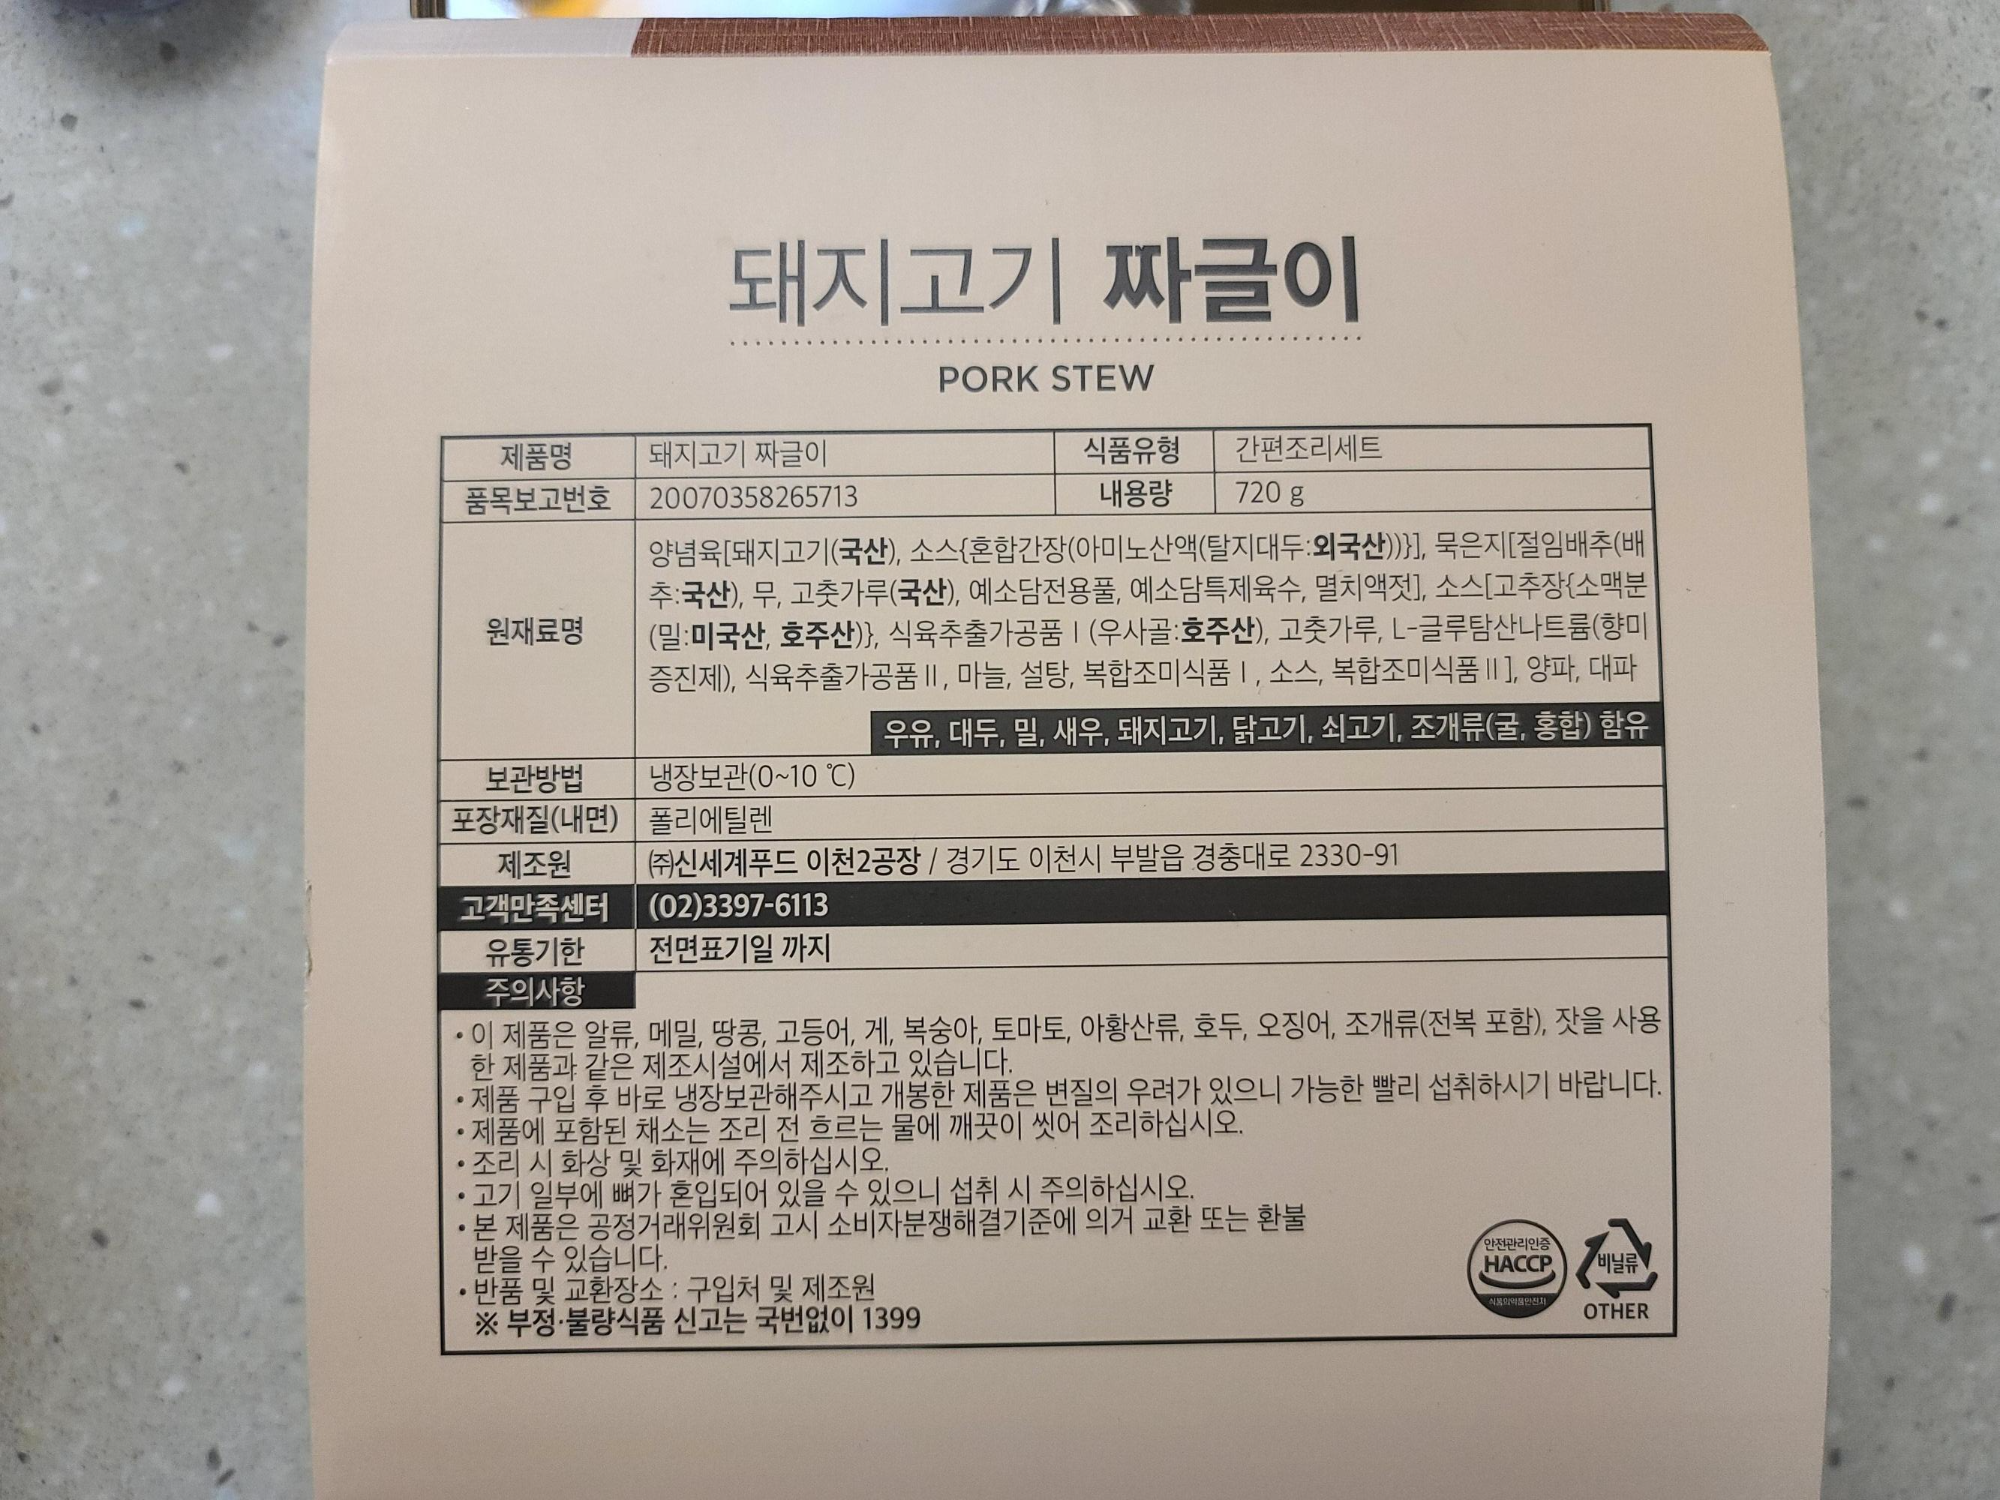 돼지고기 짜글이
PORK STEW
제품명 돼지고기 짜글이 식품유형 간편조리세트
품목보고번호 20070358265713 내용량 720 g
원재료명
양념육[돼지고기(국산), 소스{혼합간장(아미노산액(탈지대두:외국산))}], 묵은지[절임배추(배
추:국산), 무, 고춧가루(국산), 예소담전용풀, 예소담특제육수, 멸치액젓], 소스[고추장{소맥분
(밀:미국산, 호주산)}, 식육추출가공품Ⅰ(우사골:호주산), 고춧가루, L-글루탐산나트륨(향미
증진제), 식육추출가공품Ⅱ, 마늘, 설탕, 복합조미식품Ⅰ, 소스, 복합조미식품Ⅱ], 양파, 대파
우유, 대두, 밀, 새우, 돼지고기, 닭고기, 쇠고기, 조개류(굴, 홍합) 함유
보관방법 냉장보관(0~10 ℃)
포장재질(내면) 폴리에틸렌
제조원 ㈜신세계푸드 이천2공장 / 경기도 이천시 부발읍 경충대로 2330-91
고객만족센터 (02)3397-6113
유통기한 전면표기일 까지
주의사항
• 이 제품은 알류, 메밀, 땅콩, 고등어, 게, 복숭아, 토마토, 아황산류, 호두, 오징어, 조개류(전복 포함), 잣을 사용
한 제품과 같은 제조시설에서 제조하고 있습니다.
• 제품 구입 후 바로 냉장보관해주시고 개봉한 제품은 변질의 우려가 있으니 가능한 빨리 섭취하시기 바랍니다.
• 제품에 포함된 채소는 조리 전 흐르는 물에 깨끗이 씻어 조리하십시오.
• 조리 시 화상 및 화재에 주의하십시오.
• 고기 일부에 뼈가 혼입되어 있을 수 있으니 섭취 시 주의하십시오.
• 본 제품은 공정거래위원회 고시 소비자분쟁해결기준에 의거 교환 또는 환불
받을 수 있습니다.
• 반품 및 교환장소 : 구입처 및 제조원
※ 부정·불량식품 신고는 국번없이 1399
안전관리인증
HACCP
식품의약품안전처
비닐류
OTHER